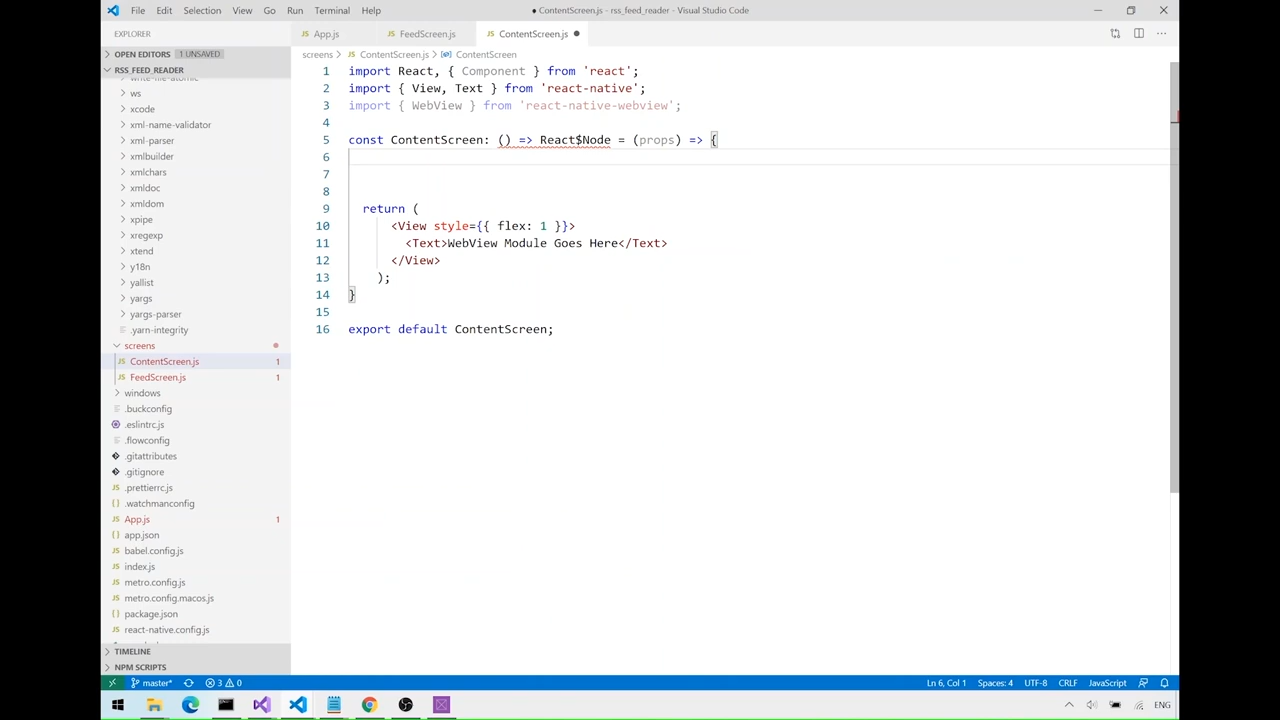 File Edit Selection View Go Run Terminal Help ● ContentScreen.js - rss_feed_reader - Visual Studio Code
EXPLORER
OPEN EDITORS 1 UNSAVED
RSS_FEED_READER
ws
xcode
xml-name-validator
xml-parser
xmlbuilder
xmlchars
xmldoc
xmldom
xpipe
xregexp
xtend
y18n
yallist
yargs
yargs-parser
.yarn-integrity
screens
ContentScreen.js 1
FeedScreen.js 1
windows
.buckconfig
.eslintrc.js
.flowconfig
.gitattributes
.gitignore
.prettierrc.js
.watchmanconfig
App.js 1
app.json
babel.config.js
index.js
metro.config.js
metro.config.macos.js
package.json
react-native.config.js
TIMELINE
NPM SCRIPTS
App.js FeedScreen.js ContentScreen.js ●
screens > ContentScreen.js > ContentScreen
1 import React, { Component } from 'react';
2 import { View, Text } from 'react-native';
3 import { WebView } from 'react-native-webview';
4
5 const ContentScreen: () => React$Node = (props) => {
6
7
8
9 return (
10 <View style={{ flex: 1 }}>
11 <Text>WebView Module Goes Here</Text>
12 </View>
13 );
14 }
15
16 export default ContentScreen;
master* 3 0 Ln 6, Col 1 Spaces: 4 UTF-8 CRLF JavaScript
ENG